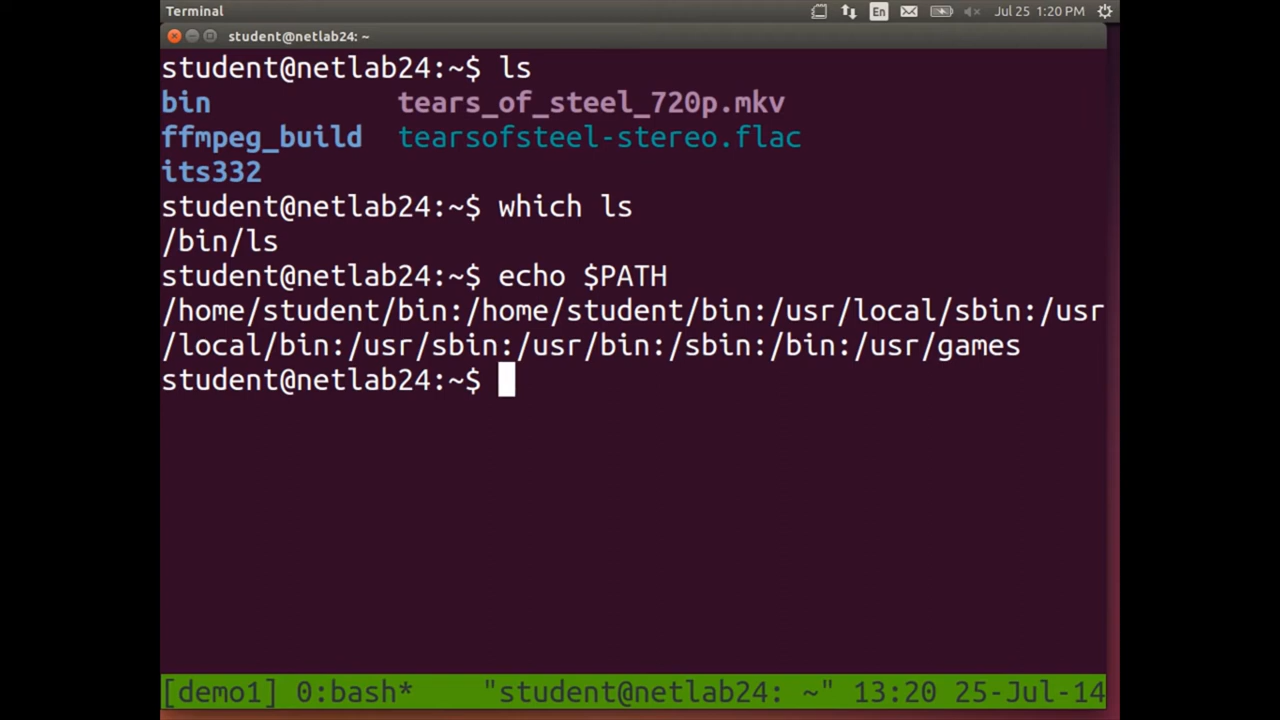 Terminal En Jul 25 1:20 PM
student@netlab24: ~
student@netlab24:~$ ls
bin tears_of_steel_720p.mkv
ffmpeg_build tearsofsteel-stereo.flac
its332
student@netlab24:~$ which ls
/bin/ls
student@netlab24:~$ echo $PATH
/home/student/bin:/home/student/bin:/usr/local/sbin:/usr
/local/bin:/usr/sbin:/usr/bin:/sbin:/bin:/usr/games
student@netlab24:~$
[demo1] 0:bash* "student@netlab24: ~" 13:20 25-Jul-14